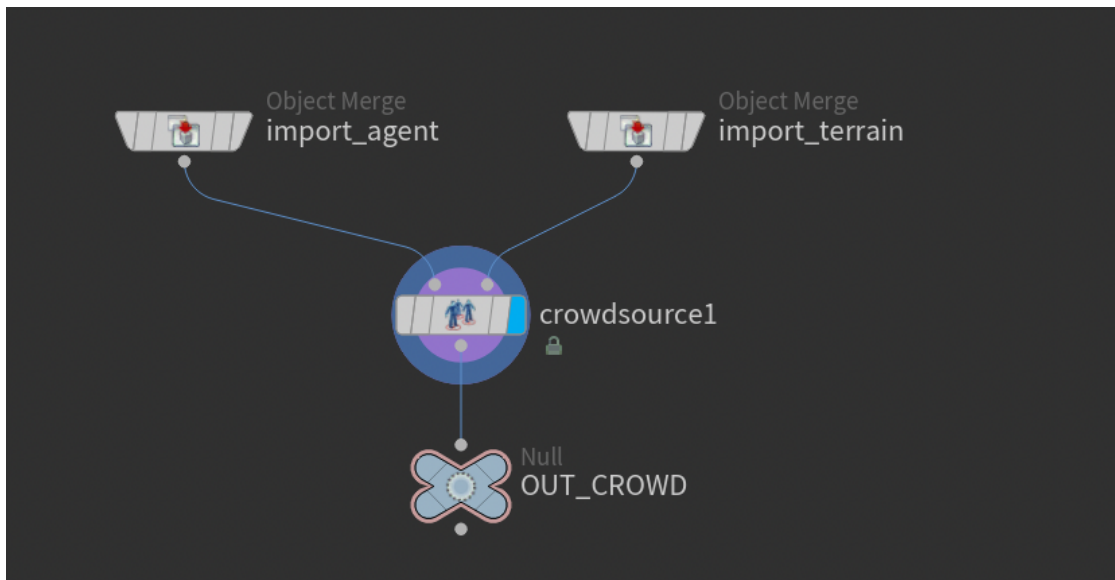 Object Merge
import_agent
Object Merge
import_terrain
crowdsource1
Null
OUT_CROWD